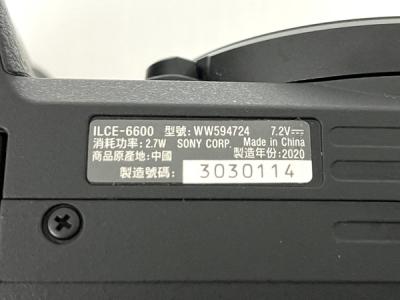 ILCE-6600 型號: WW594724 7.2V⎓
消耗功率: 2.7W SONY CORP. Made in China
商品原產地: 中國 製造年份: 2020
製造號碼: 3030114